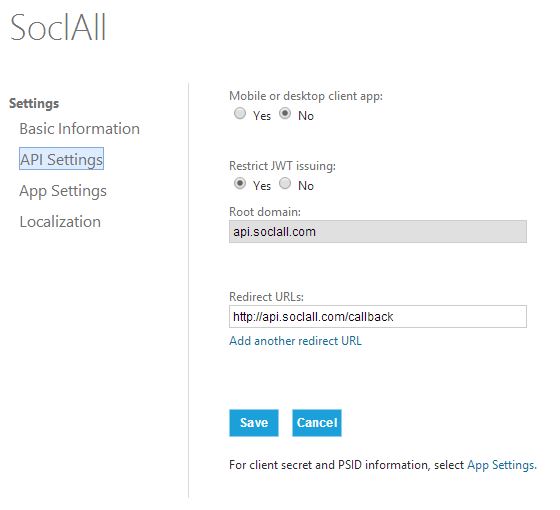 SoclAll
Settings
Basic Information
API Settings
App Settings
Localization
Mobile or desktop client app:
Yes No
Restrict JWT issuing:
Yes No
Root domain:
api.soclall.com
Redirect URLs:
http://api.soclall.com/callback
Add another redirect URL
Save Cancel
For client secret and PSID information, select App Settings.